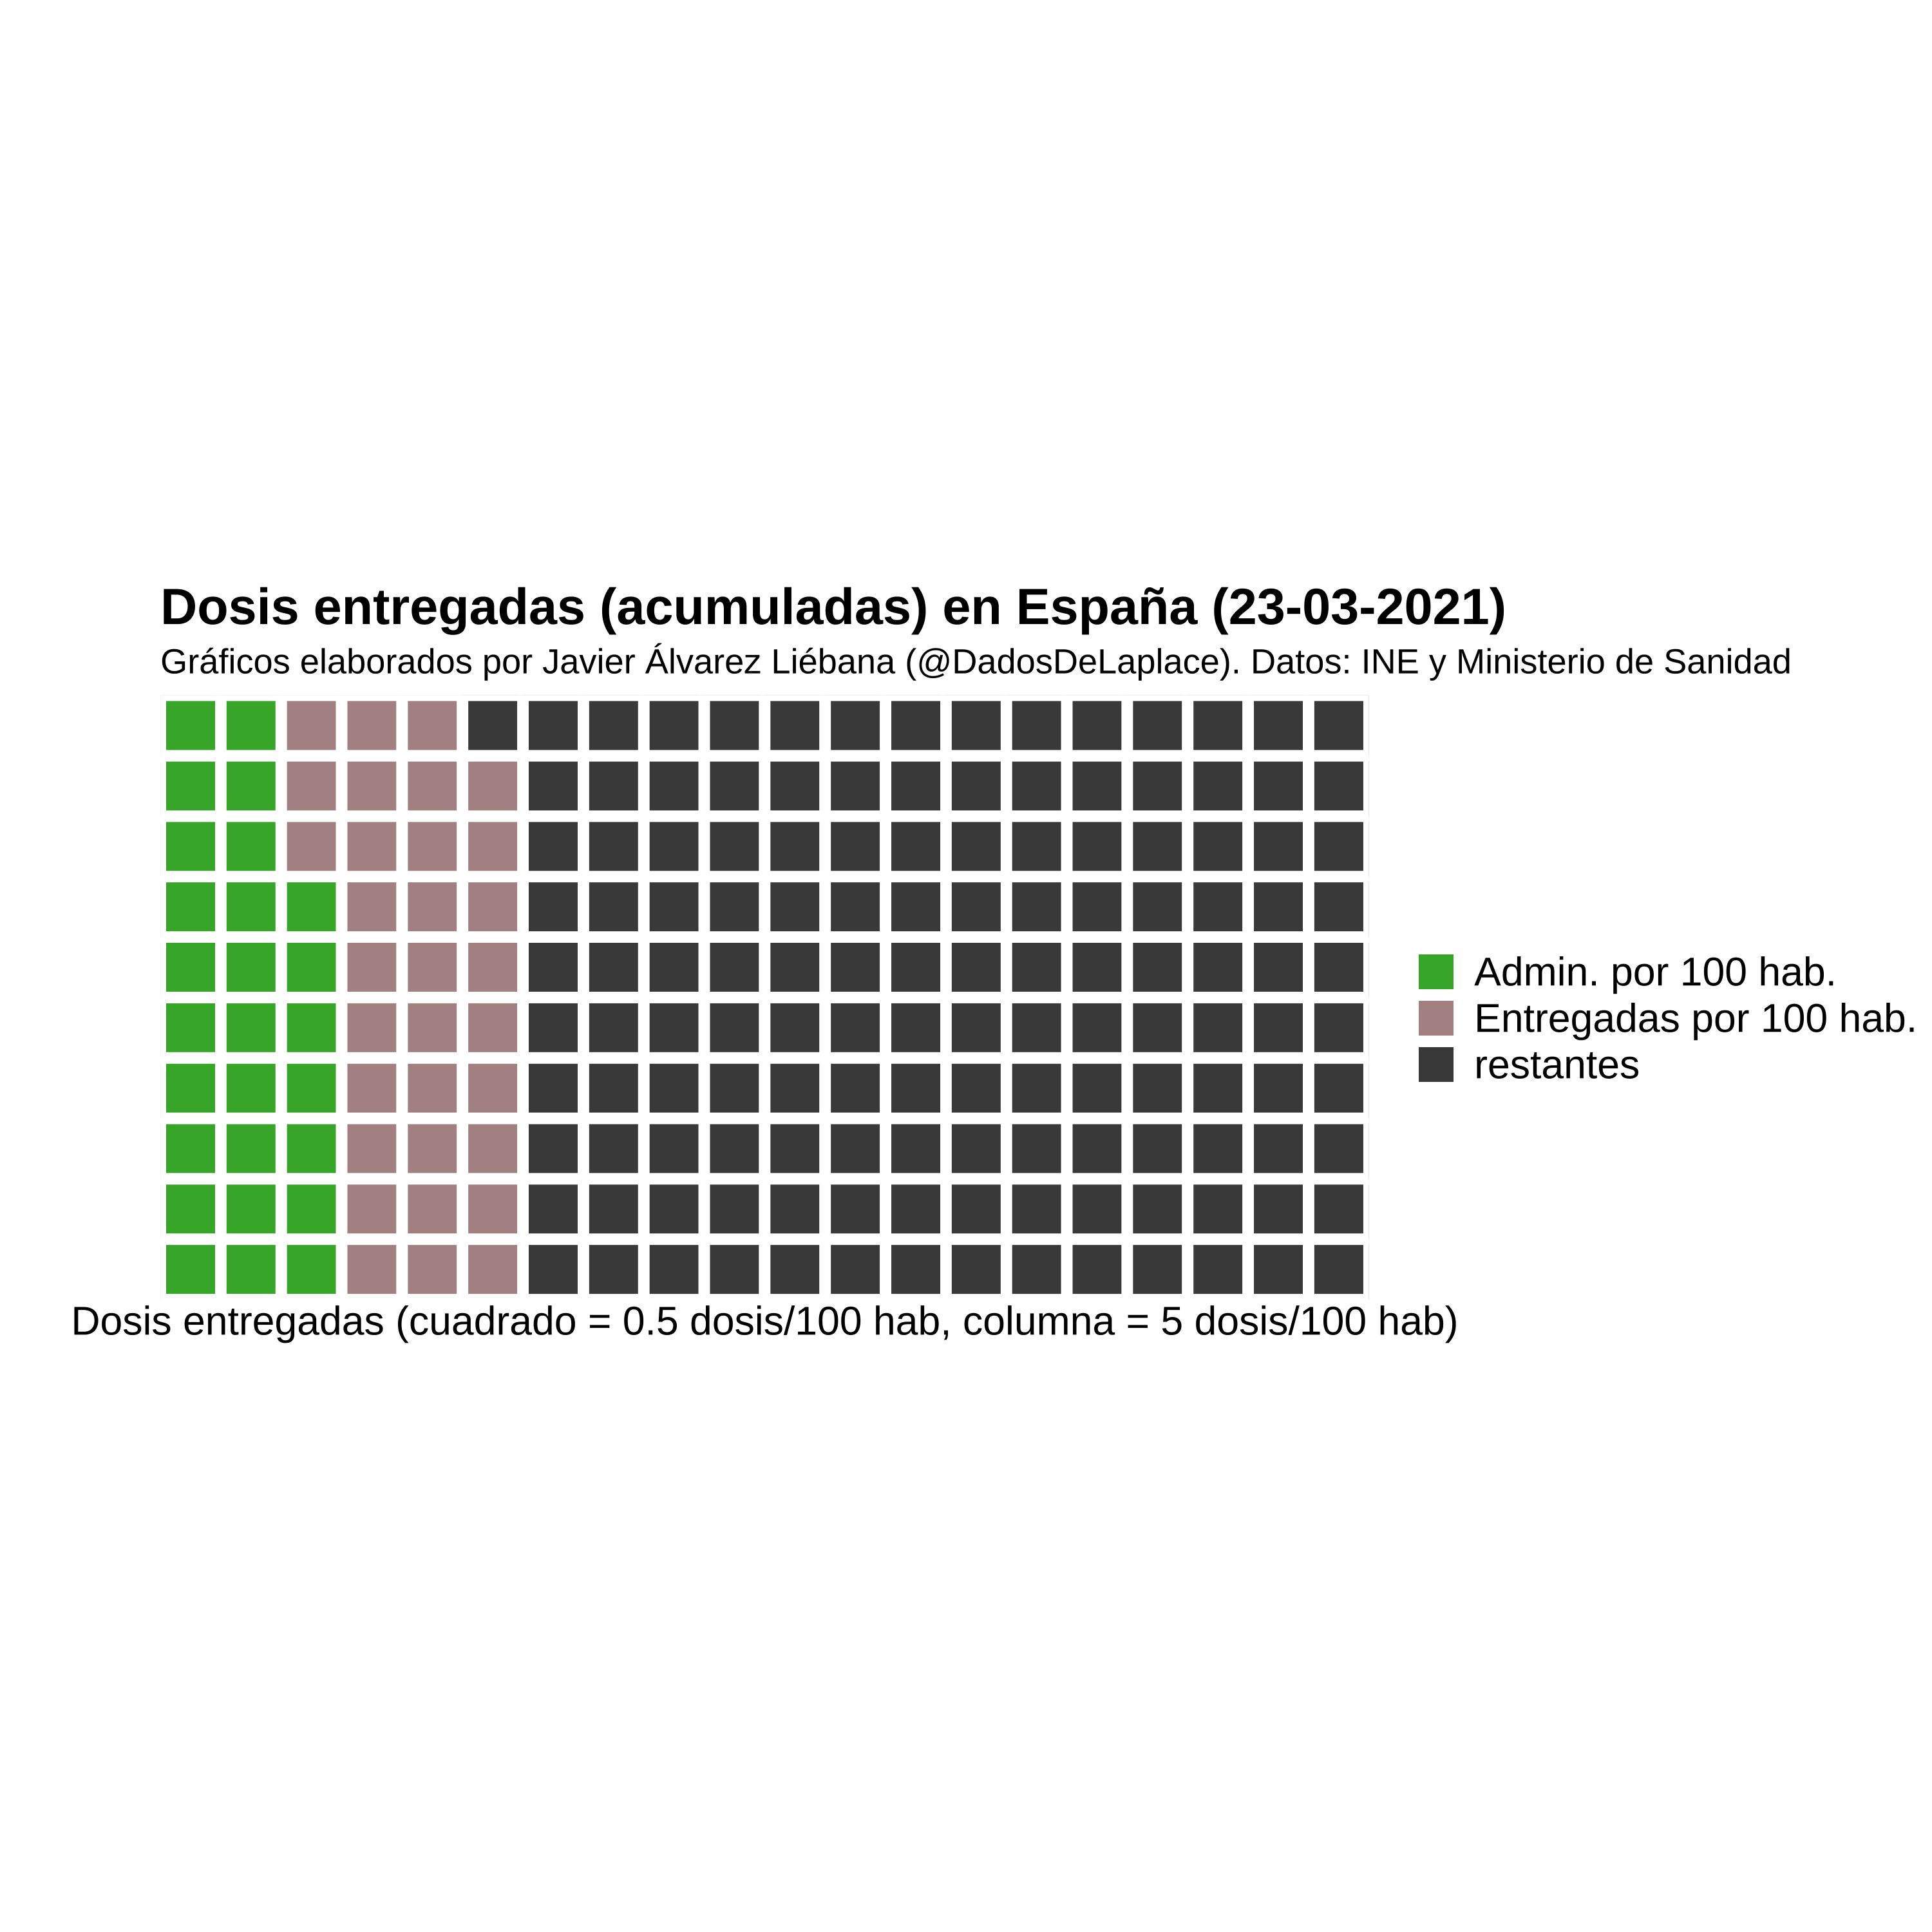 Dosis entregadas (acumuladas) en España (23-03-2021)
Gráficos elaborados por Javier Álvarez Liébana (@DadosDeLaplace). Datos: INE y Ministerio de Sanidad
Admin. por 100 hab.
Entregadas por 100 hab.
restantes
Dosis entregadas (cuadrado = 0.5 dosis/100 hab, columna = 5 dosis/100 hab)